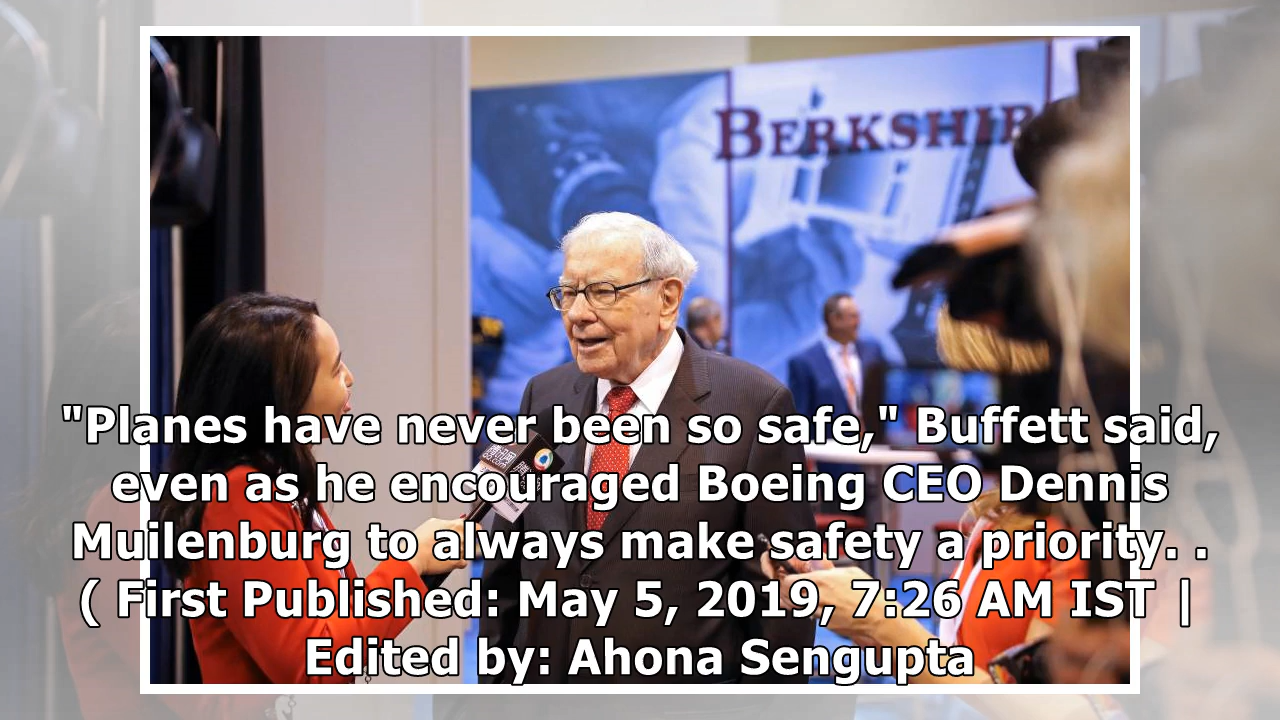 BERKSHIR
"Planes have never been so safe," Buffett said,
even as he encouraged Boeing CEO Dennis
Muilenburg to always make safety a priority. .
( First Published: May 5, 2019, 7:26 AM IST |
Edited by: Ahona Sengupta